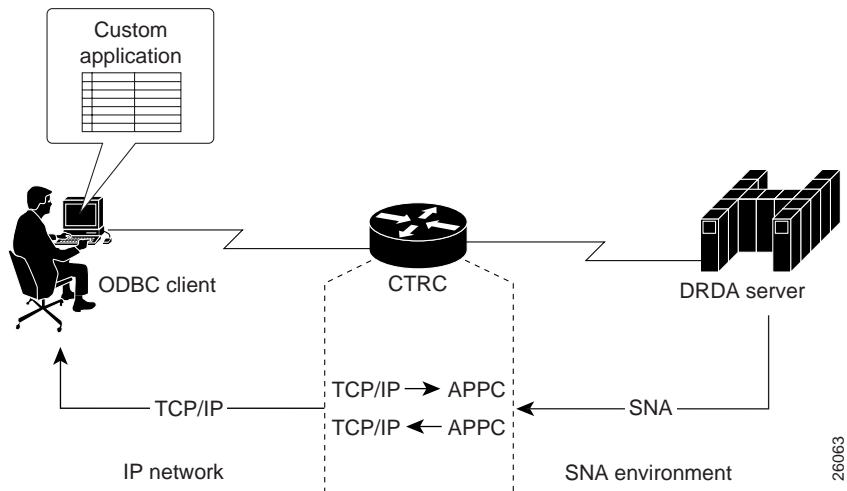 Custom
application
ODBC client
CTRC
DRDA server
TCP/IP → APPC
TCP/IP ← APPC
TCP/IP
SNA
IP network
SNA environment
26063